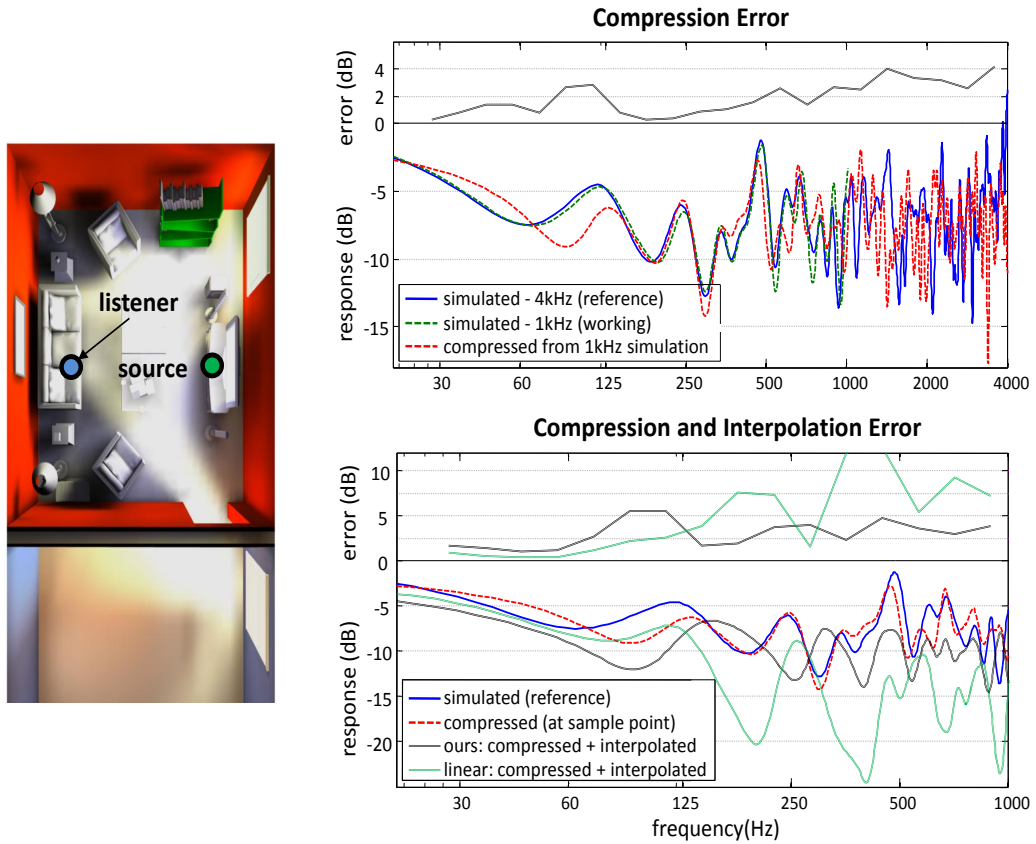 Compression Error
error (dB)
4
2
0
response (dB)
-5
-10
-15
simulated - 4kHz (reference)
simulated - 1kHz (working)
compressed from 1kHz simulation
30 60 125 250 500 1000 2000 4000
listener
source
Compression and Interpolation Error
error (dB)
10
5
0
response (dB)
-5
-10
-15
-20
simulated (reference)
compressed (at sample point)
ours: compressed + interpolated
linear: compressed + interpolated
30 60 125 250 500 1000
frequency(Hz)